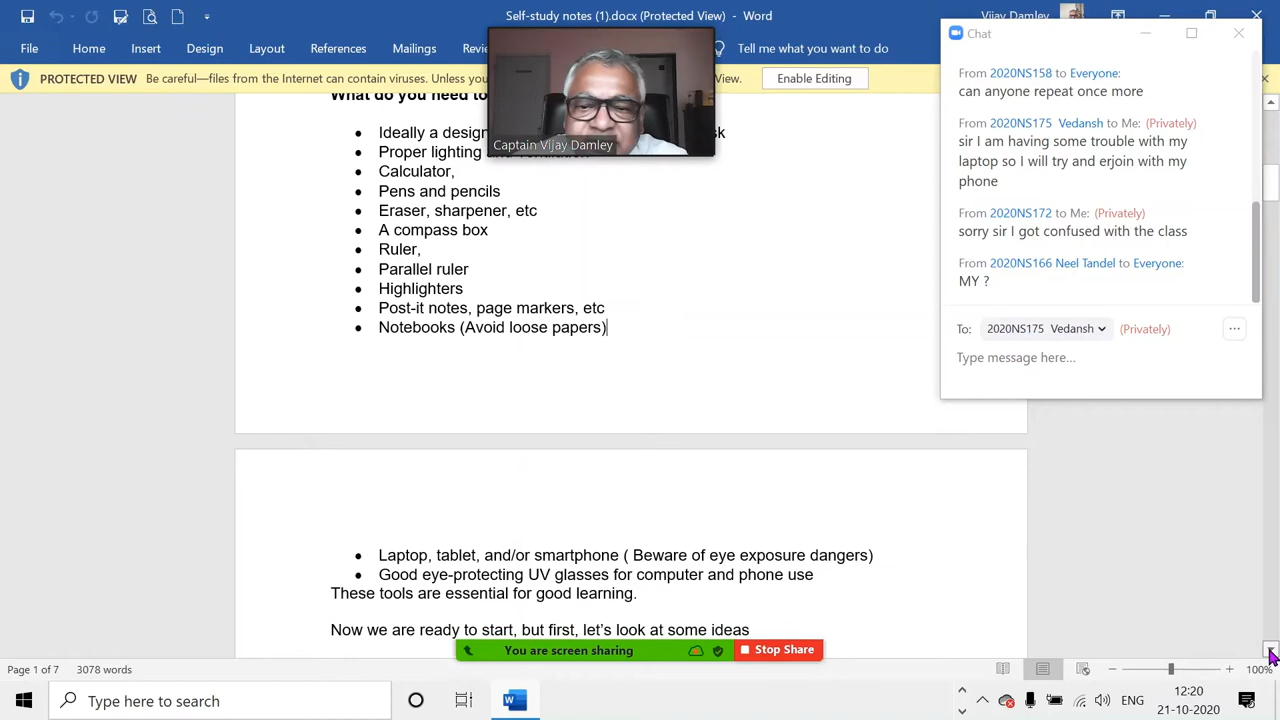 Self-study notes (1).docx (Protected View) - Word
File
Home
Insert
Design
Layout
References
Mailings
Tell me what you want to do
PROTECTED VIEW Be careful—files from the Internet can contain viruses. Unless you
View.
Enable Editing
What do you need to
• Ideally a design
• Proper lighting
• Calculator,
• Pens and pencils
• Eraser, sharpener, etc
• A compass box
• Ruler,
• Parallel ruler
• Highlighters
• Post-it notes, page markers, etc
• Notebooks (Avoid loose papers)
• Laptop, tablet, and/or smartphone ( Beware of eye exposure dangers)
• Good eye-protecting UV glasses for computer and phone use
These tools are essential for good learning.
Now we are ready to start, but first, let's look at some ideas
Captain Vijay Damley
Chat
From 2020NS158 to Everyone:
can anyone repeat once more
From 2020NS175 Vedansh to Me: (Privately)
sir I am having some trouble with my
laptop so I will try and erjoin with my
phone
From 2020NS172 to Me: (Privately)
sorry sir I got confused with the class
From 2020NS166 Neel Tandel to Everyone:
MY ?
To: 2020NS175 Vedansh (Privately)
Type message here...
You are screen sharing
Stop Share
Page 1 of 7 3078 words
100%
Type here to search
ENG
12:20
21-10-2020